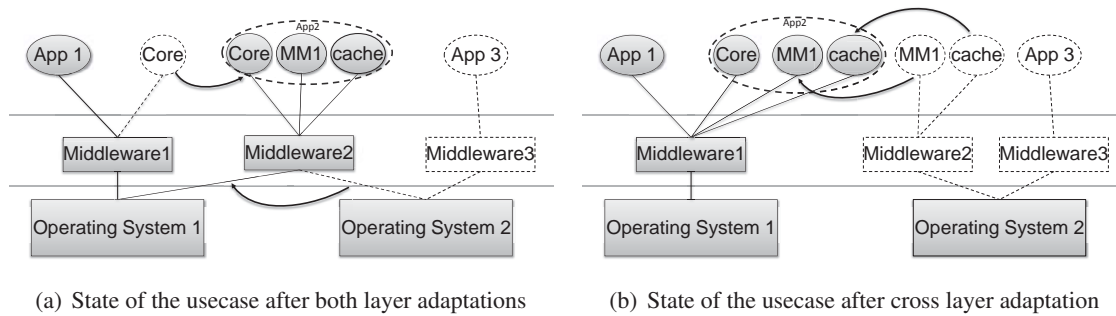 App2
App 1 Core Core MM1 cache App 3
Middleware1 Middleware2 Middleware3
Operating System 1 Operating System 2
(a) State of the usecase after both layer adaptations
App2
App 1 Core MM1 cache MM1 cache App 3
Middleware1 Middleware2 Middleware3
Operating System 1 Operating System 2
(b) State of the usecase after cross layer adaptation